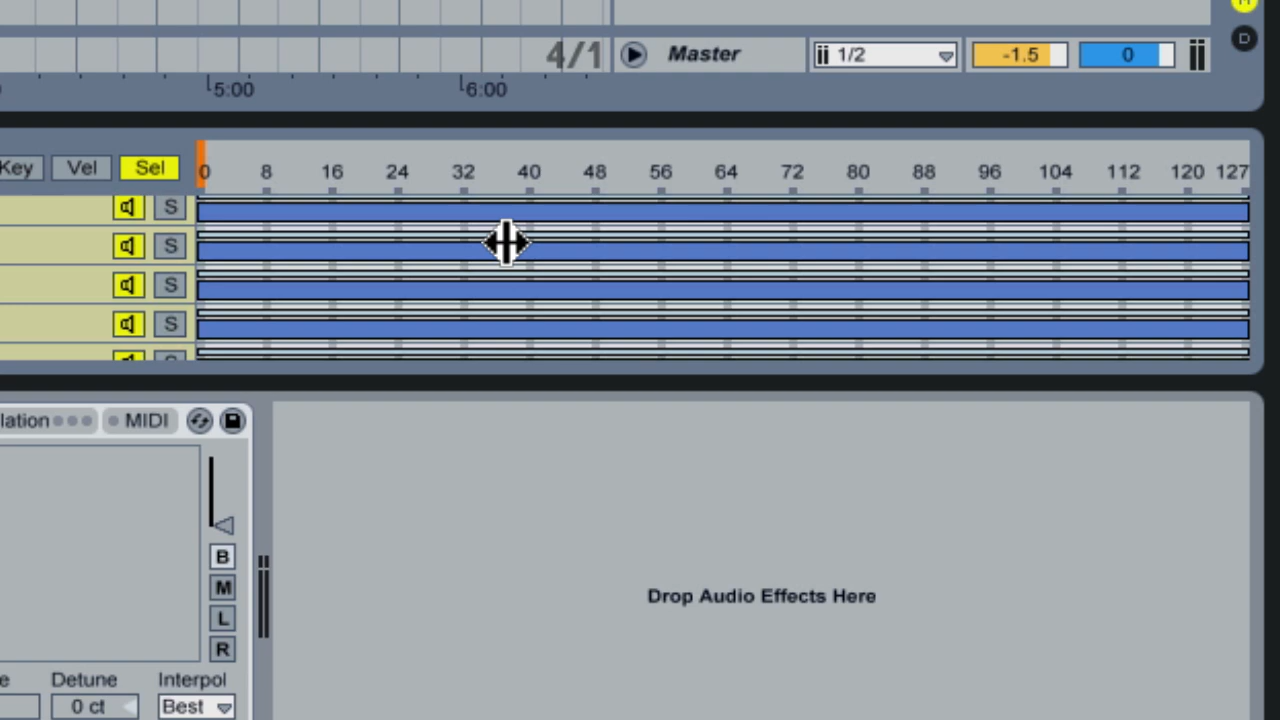 M
4/1 Master 1/2 -1.5 0
D
5:00 6:00
Key Vel Sel 0 8 16 24 32 40 48 56 64 72 80 88 96 104 112 120 127
S
S
S
S
S
lation MIDI
B
M
L
R
Drop Audio Effects Here
e Detune Interpol
0 ct Best